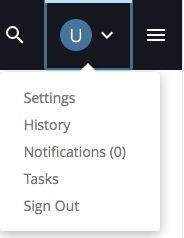 U
Settings
History
Notifications (0)
Tasks
Sign Out